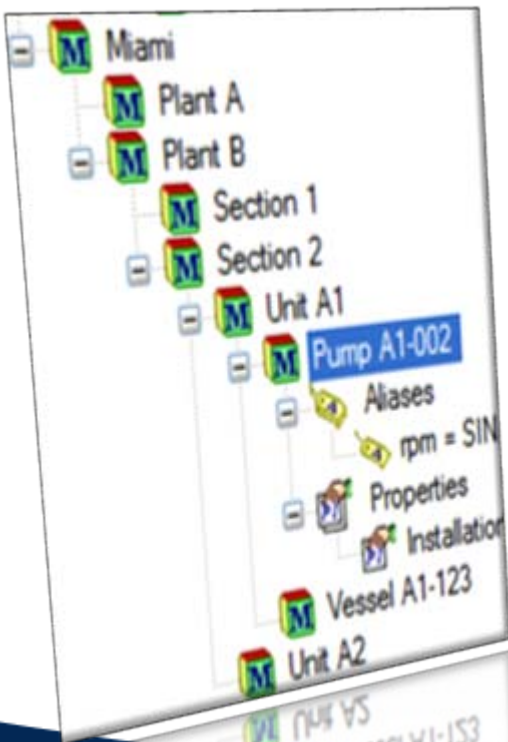 Miami
Plant A
Plant B
Section 1
Section 2
Unit A1
Pump A1-002
Aliases
rpm = SIN
Properties
Installation
Vessel A1-123
Unit A2